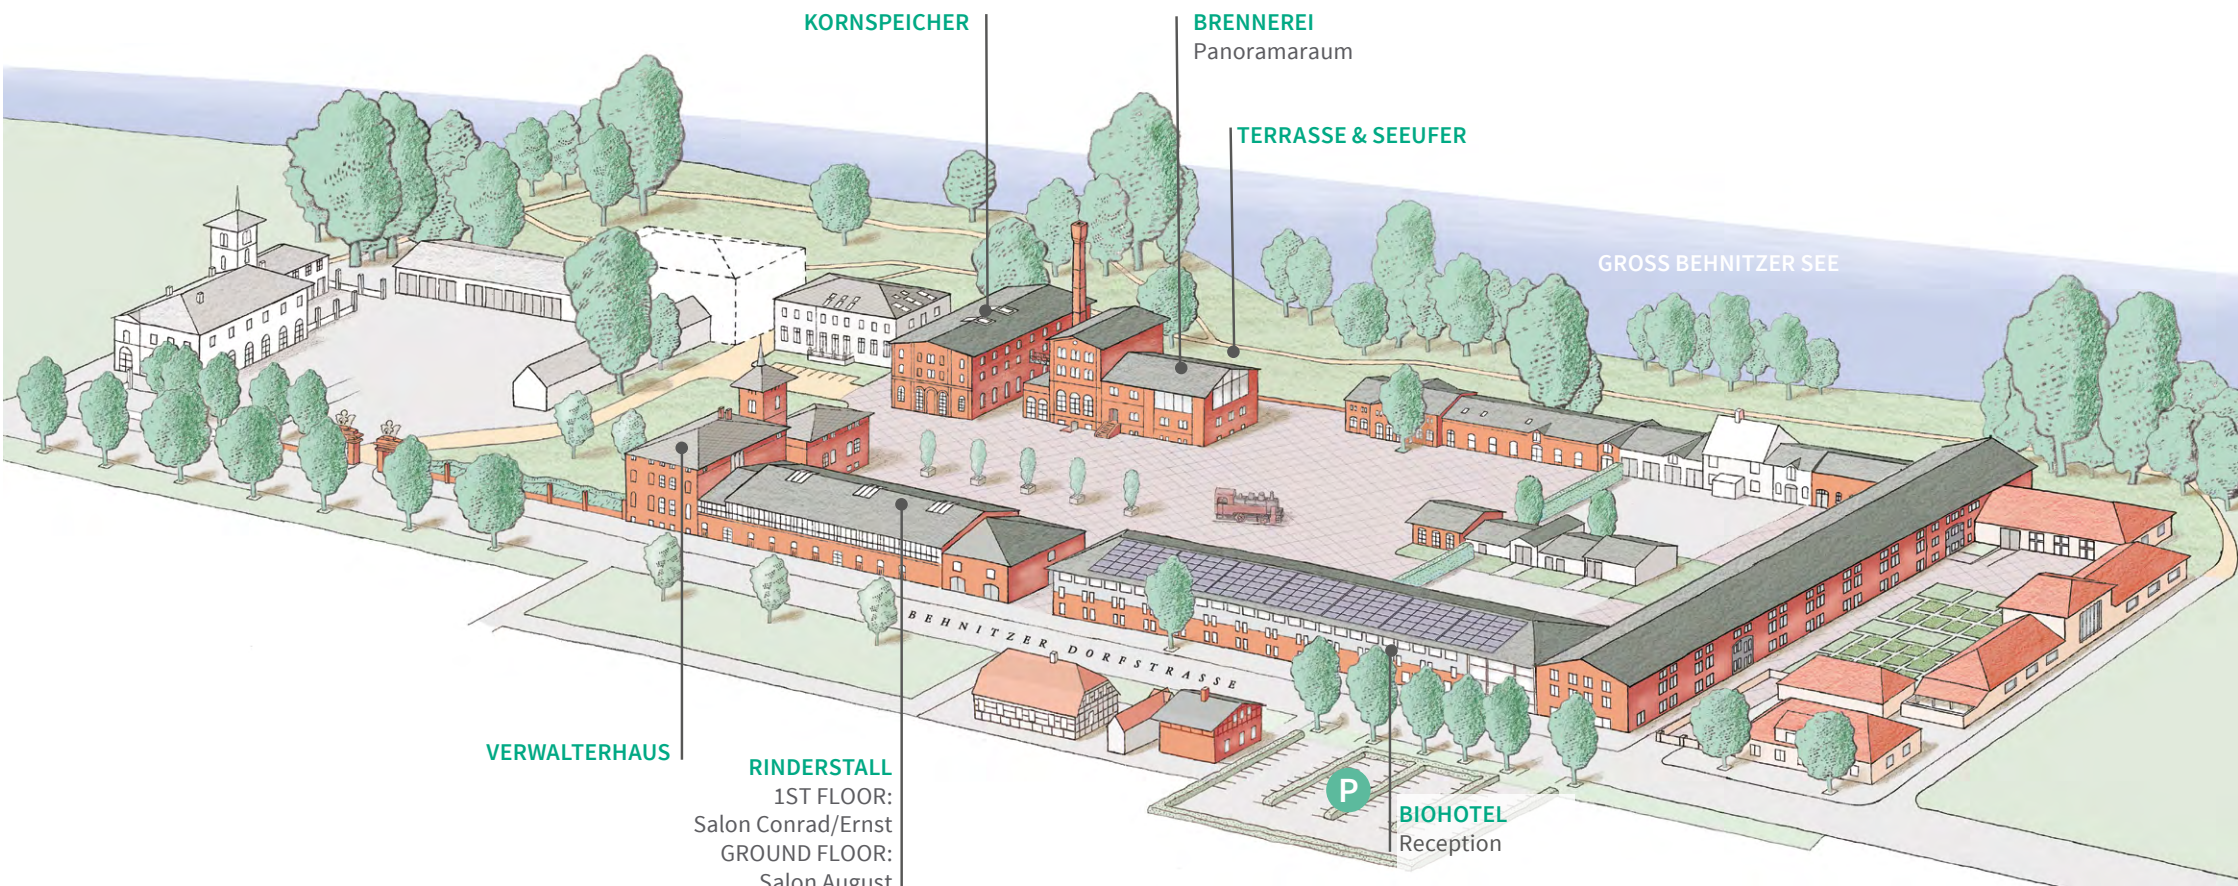 KORNSPEICHER
BRENNEREI
Panoramaraum
TERRASSE & SEEUFER
GROSS BEHNITZER SEE
BEHNITZER DORFSTRASSE
VERWALTERHAUS
RINDERSTALL
1ST FLOOR:
Salon Conrad/Ernst
GROUND FLOOR:
Salon August
P
BIOHOTEL
Reception